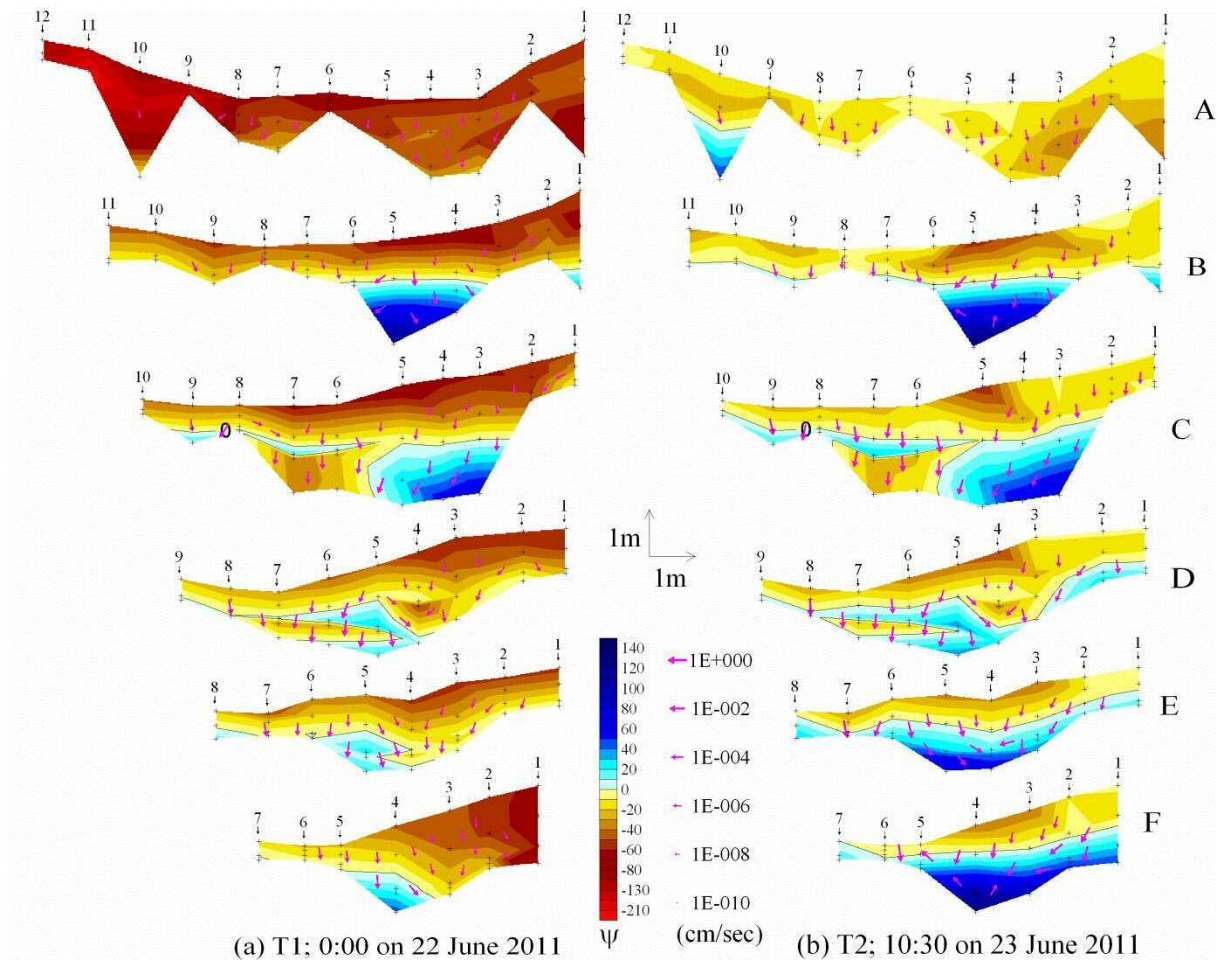 12 11 10 9 8 7 6 5 4 3 2 1
12 11 10 9 8 7 6 5 4 3 2 1
A
11 10 9 8 7 6 5 4 3 2 1
11 10 9 8 7 6 5 4 3 2 1
B
10 9 8 7 6 5 4 3 2 1
0
10 9 8 7 6 5 4 3 2 1
0
C
1m
1m
9 8 7 6 5 4 3 2 1
9 8 7 6 5 4 3 2 1
D
8 7 6 5 4 3 2 1
8 7 6 5 4 3 2 1
E
7 6 5 4 3 2 1
7 6 5 4 3 2 1
F
140
120
100
80
60
40
20
0
-20
-40
-60
-80
-130
-210
ψ
1E+000
1E-002
1E-004
1E-006
1E-008
1E-010
(cm/sec)
(a) T1; 0:00 on 22 June 2011
(b) T2; 10:30 on 23 June 2011